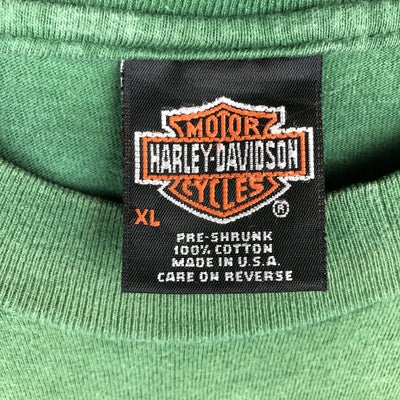 MOTOR
HARLEY-DAVIDSON
CYCLES
®
XL
PRE-SHRUNK
100% COTTON
MADE IN U.S.A.
CARE ON REVERSE